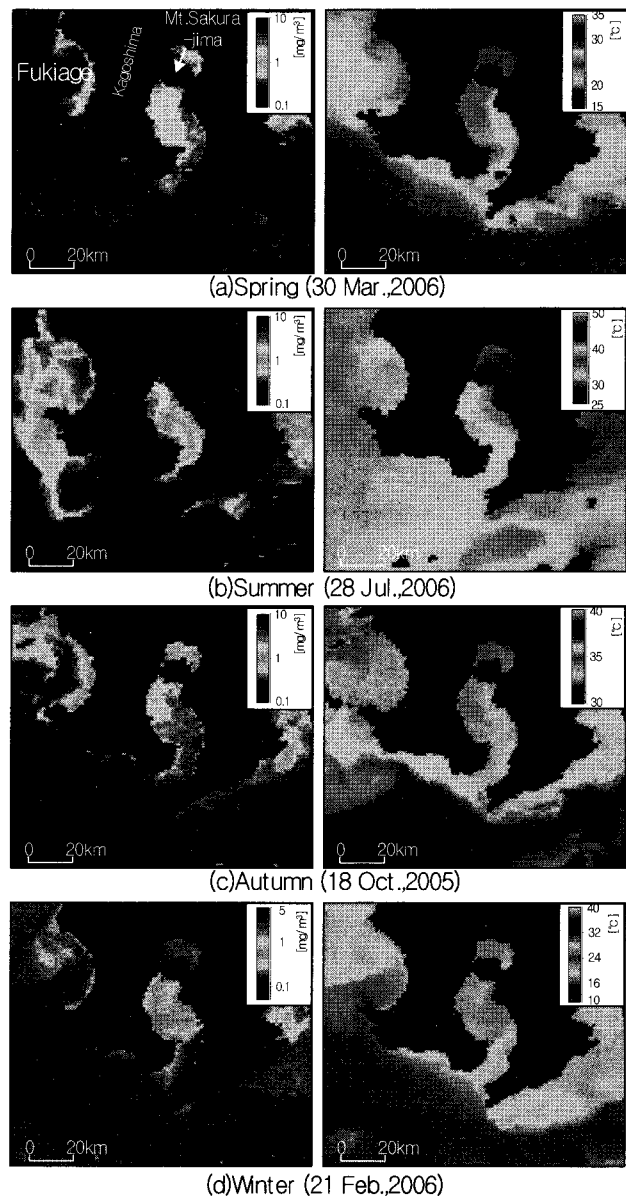 Mt.Sakura
-jima
Kagoshima
Fukiage
10
1
0.1
[mg/m³]
0 20km
35
30
20
15
[℃]
0 20km
(a)Spring (30 Mar.,2006)
10
1
0.1
[mg/m³]
0 20km
50
40
30
25
[℃]
0 20km
(b)Summer (28 Jul.,2006)
10
1
0.1
[mg/m³]
0 20km
40
35
30
[℃]
0 20km
(c)Autumn (18 Oct.,2005)
5
1
0.1
[mg/m³]
0 20km
40
32
24
16
10
[℃]
0 20km
(d)Winter (21 Feb.,2006)